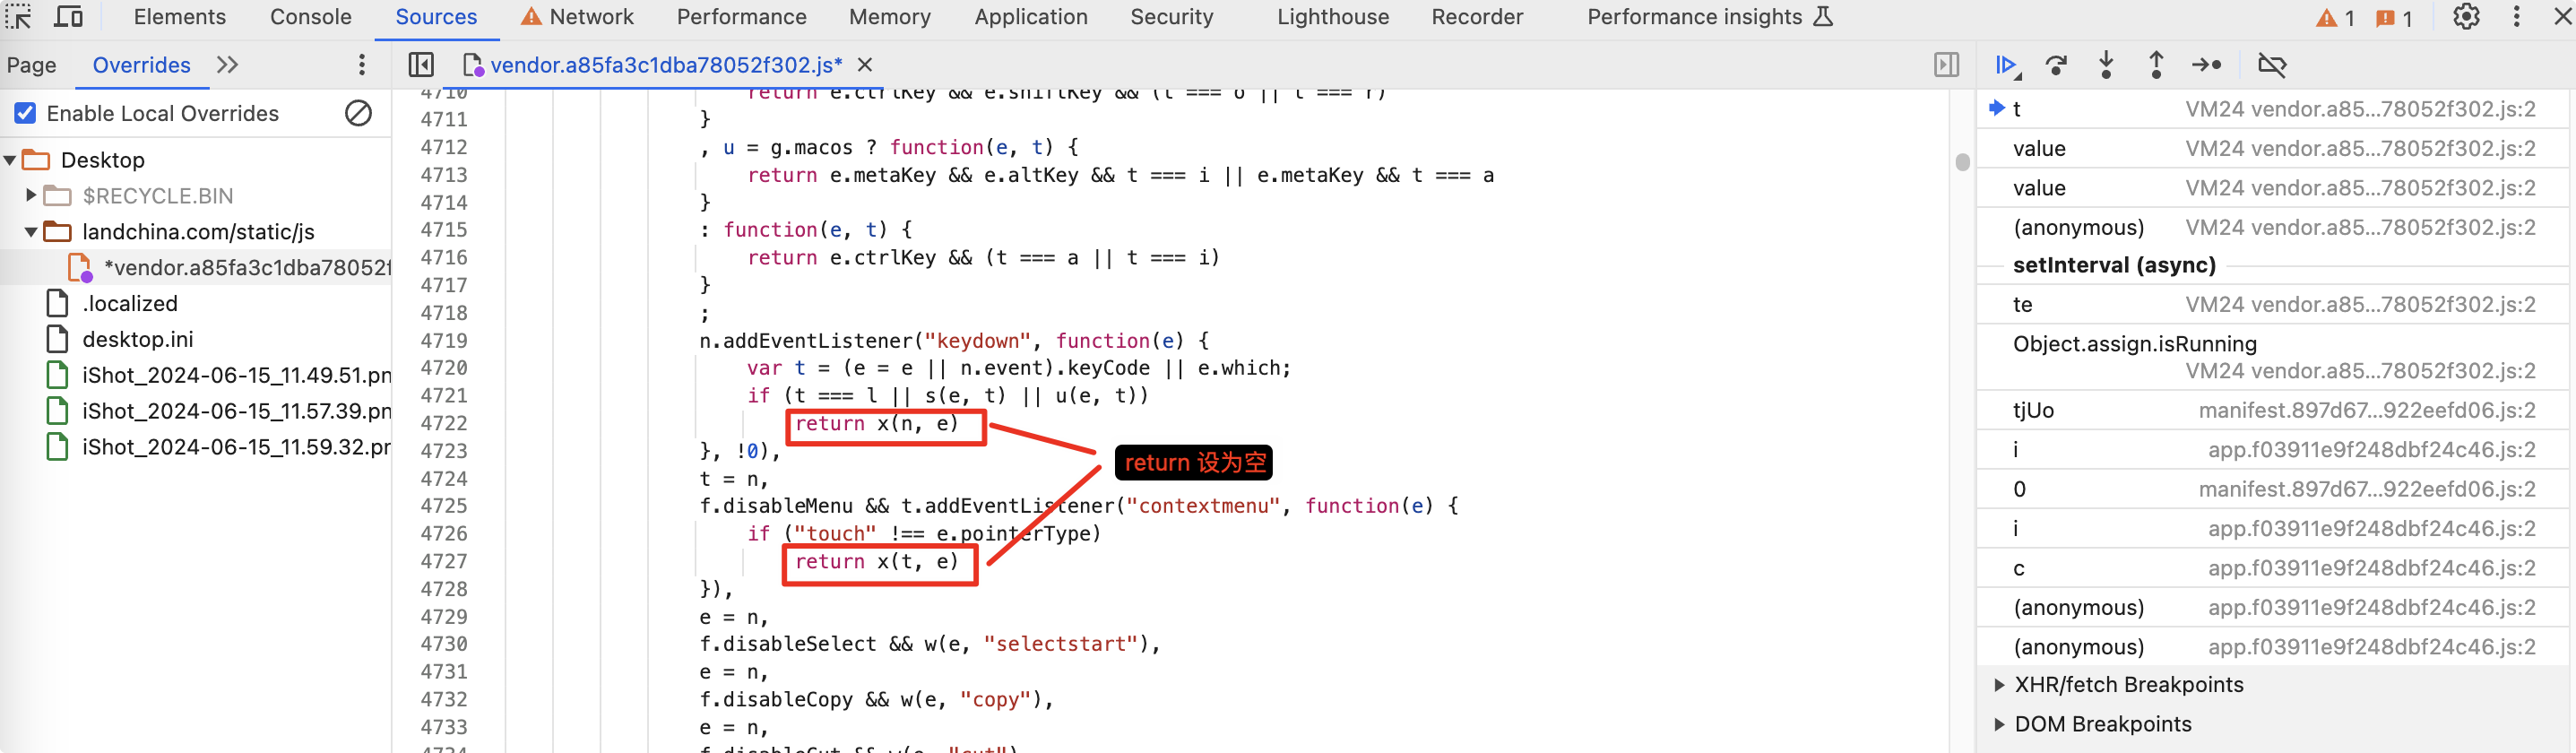 Elements Console Sources Network Performance Memory Application Security Lighthouse Recorder Performance insights 1 1
Page Overrides
vendor.a85fa3c1dba78052f302.js*
Enable Local Overrides
Desktop
$RECYCLE.BIN
landchina.com/static/js
*vendor.a85fa3c1dba78052f
.localized
desktop.ini
iShot_2024-06-15_11.49.51.pn
iShot_2024-06-15_11.57.39.pn
iShot_2024-06-15_11.59.32.pr
4710 return e.ctrlKey && e.shiftKey && (t === o || t === r)
4711 }
4712 , u = g.macos ? function(e, t) {
4713 return e.metaKey && e.altKey && t === i || e.metaKey && t === a
4714 }
4715 : function(e, t) {
4716 return e.ctrlKey && (t === a || t === i)
4717 }
4718 ;
4719 n.addEventListener("keydown", function(e) {
4720 var t = (e = e || n.event).keyCode || e.which;
4721 if (t === l || s(e, t) || u(e, t))
4722 return x(n, e)
4723 }, !0),
return 设为空
4724 t = n,
4725 f.disableMenu && t.addEventListener("contextmenu", function(e) {
4726 if ("touch" !== e.pointerType)
4727 return x(t, e)
4728 }),
4729 e = n,
4730 f.disableSelect && w(e, "selectstart"),
4731 e = n,
4732 f.disableCopy && w(e, "copy"),
4733 e = n,
4734 f.disableCut && w(e, "cut")
t VM24 vendor.a85...78052f302.js:2
value VM24 vendor.a85...78052f302.js:2
value VM24 vendor.a85...78052f302.js:2
(anonymous) VM24 vendor.a85...78052f302.js:2
setInterval (async)
te VM24 vendor.a85...78052f302.js:2
Object.assign.isRunning
VM24 vendor.a85...78052f302.js:2
tjUo manifest.897d67...922eefd06.js:2
i app.f03911e9f248dbf24c46.js:2
0 manifest.897d67...922eefd06.js:2
i app.f03911e9f248dbf24c46.js:2
c app.f03911e9f248dbf24c46.js:2
(anonymous) app.f03911e9f248dbf24c46.js:2
(anonymous) app.f03911e9f248dbf24c46.js:2
XHR/fetch Breakpoints
DOM Breakpoints